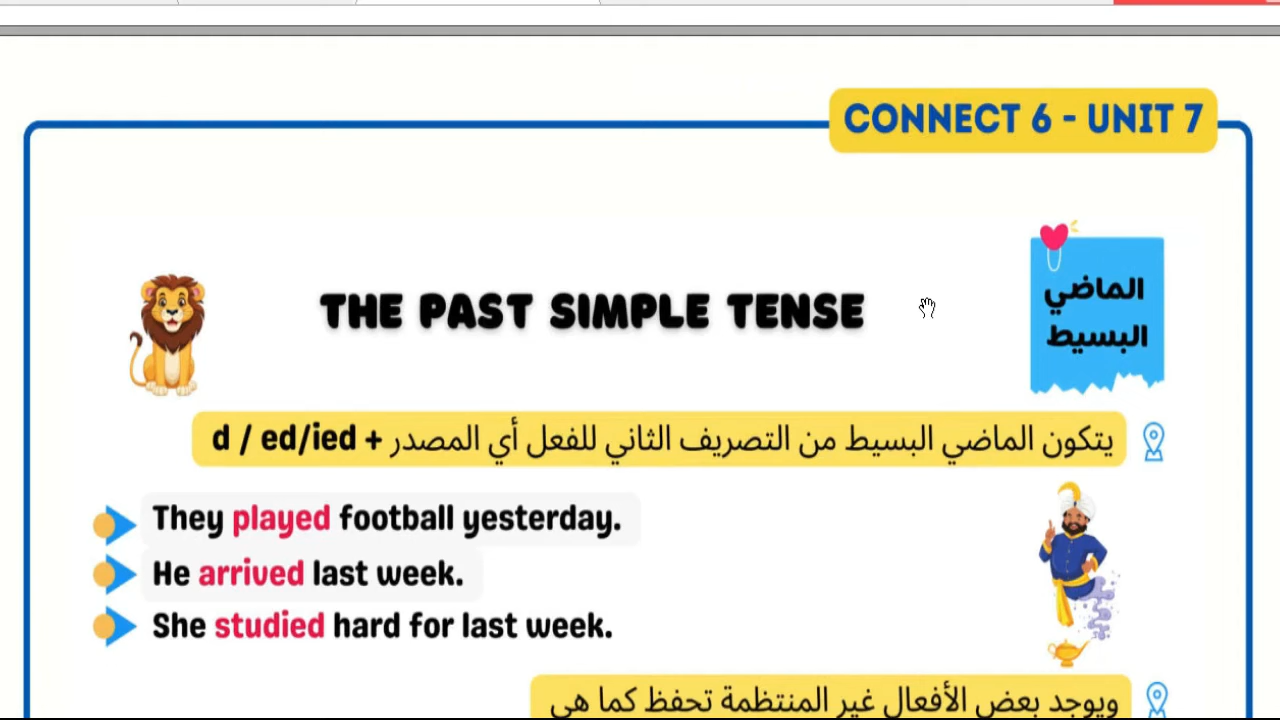 CONNECT 6 - UNIT 7
THE PAST SIMPLE TENSE
الماضي
البسيط
يتكون الماضي البسيط من التصريف الثاني للفعل أي المصدر + d / ed/ied
They played football yesterday.
He arrived last week.
She studied hard for last week.
ويوجد بعض الأفعال غير المنتظمة تحفظ كما هي